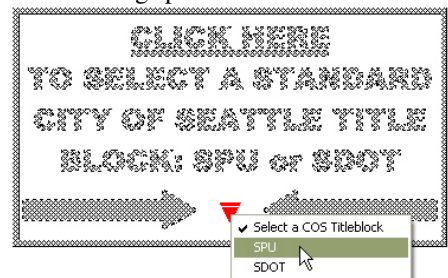 CLICK HERE
TO SELECT A STANDARD
CITY OF SEATTLE TITLE
BLOCK: SPU or SDOT
Select a COS Titleblock
SPU
SDOT